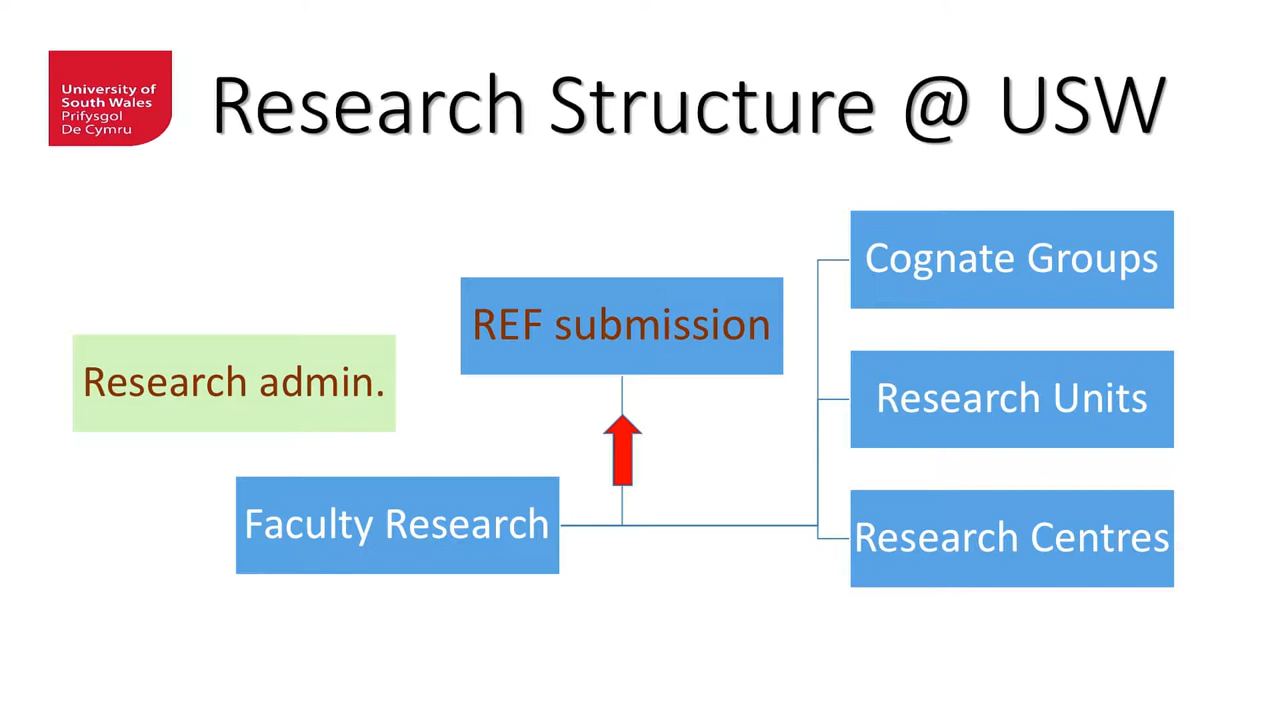 University of
South Wales
Prifysgol
De Cymru
Research Structure @ USW
Cognate Groups
REF submission
Research admin.
Research Units
Faculty Research
Research Centres